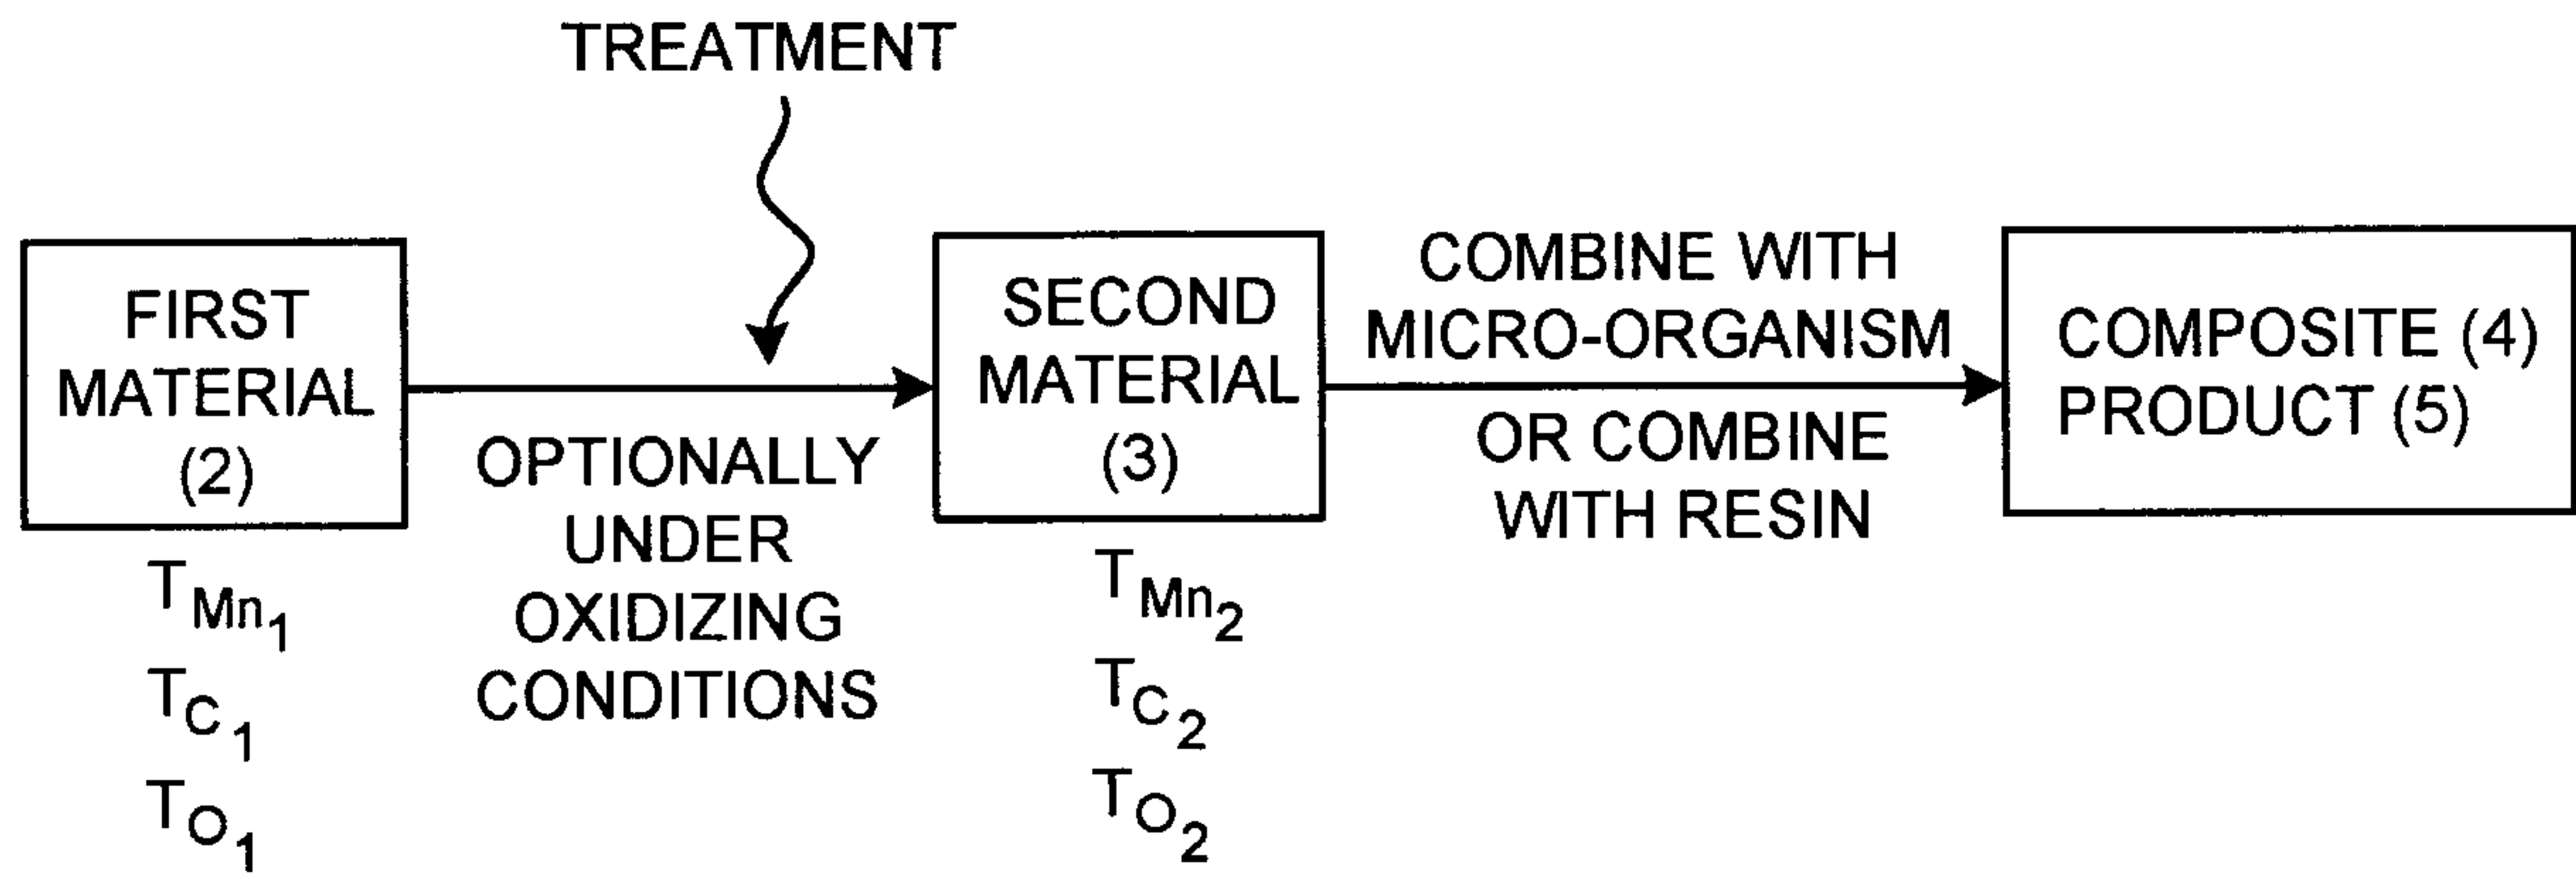 TREATMENT
FIRST
MATERIAL
(2)
OPTIONALLY
UNDER
OXIDIZING
CONDITIONS
SECOND
MATERIAL
(3)
COMBINE WITH
MICRO-ORGANISM
OR COMBINE
WITH RESIN
COMPOSITE (4)
PRODUCT (5)
TMn1
TC1
TO1
TMn2
TC2
TO2